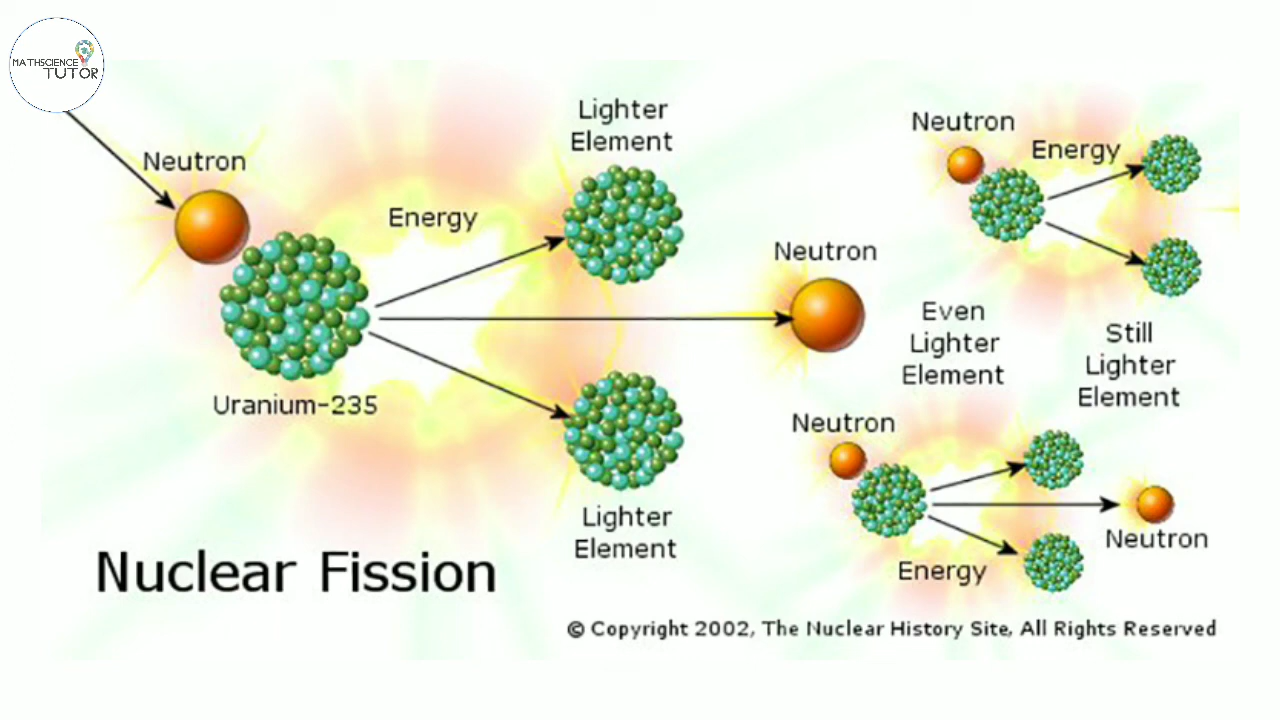 MATHSCIENCE
TUTOR
Neutron
Energy
Uranium-235
Lighter
Element
Lighter
Element
Neutron
Neutron
Energy
Even
Lighter
Element
Still
Lighter
Element
Neutron
Energy
Neutron
Nuclear Fission
© Copyright 2002, The Nuclear History Site, All Rights Reserved